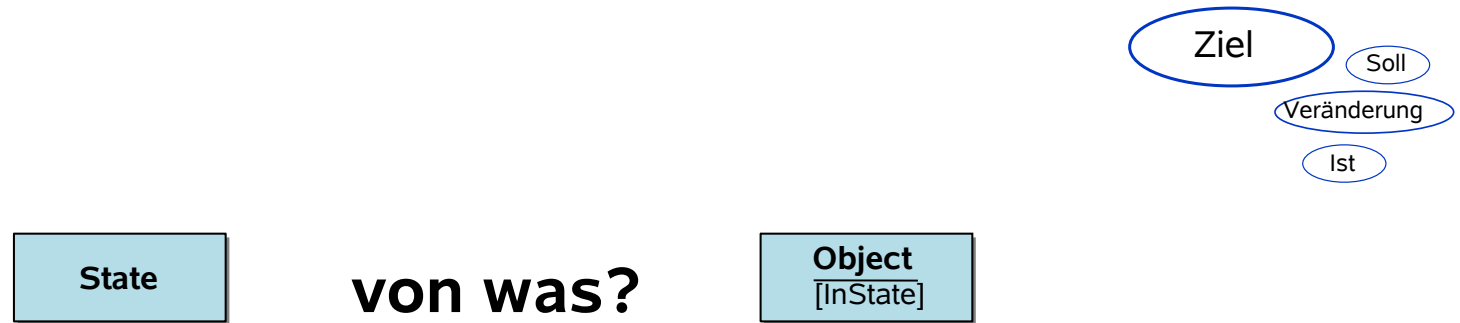 Ziel
Soll
Veränderung
Ist
State
von was?
Object
[InState]